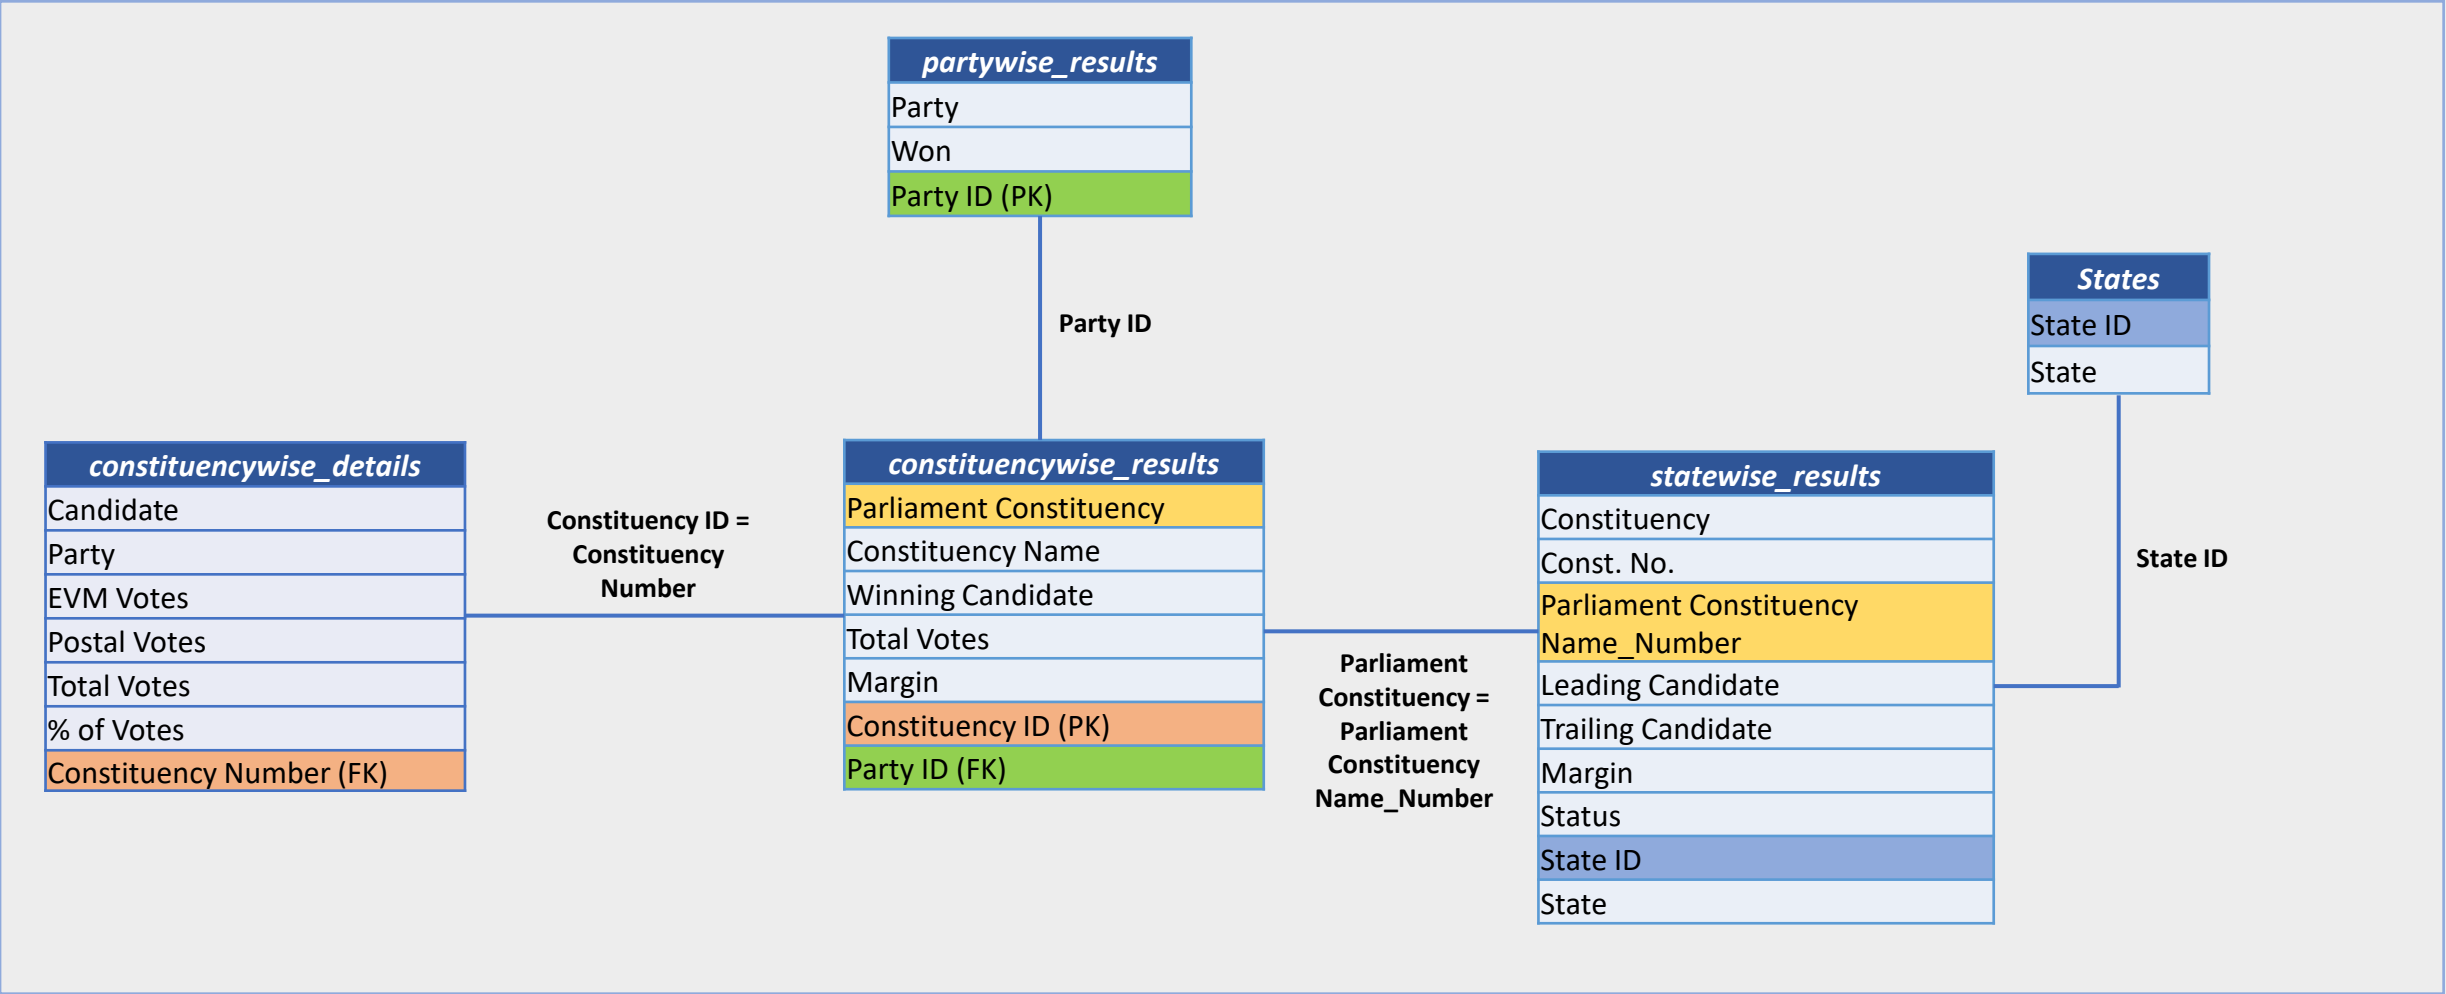 partywise_results
Party
Won
Party ID (PK)
Party ID
States
State ID
State
State ID
constituencywise_details
Candidate
Party
EVM Votes
Postal Votes
Total Votes
% of Votes
Constituency Number (FK)
Constituency ID =
Constituency
Number
constituencywise_results
Parliament Constituency
Constituency Name
Winning Candidate
Total Votes
Margin
Constituency ID (PK)
Party ID (FK)
Parliament
Constituency =
Parliament
Constituency
Name_Number
statewise_results
Constituency
Const. No.
Parliament Constituency
Name_Number
Leading Candidate
Trailing Candidate
Margin
Status
State ID
State